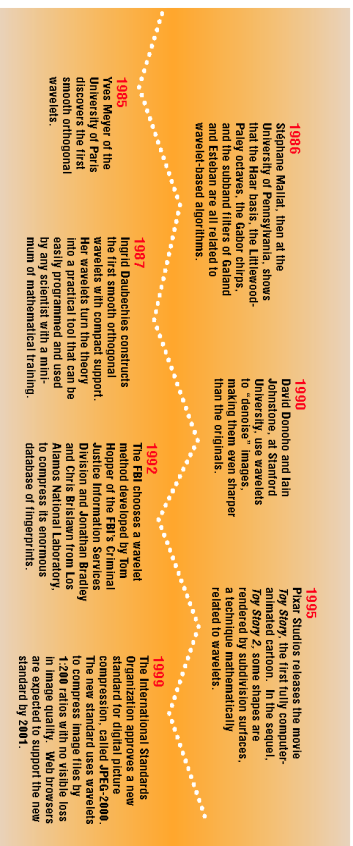 1985
Yves Meyer of the
University of Paris
discovers the first
smooth orthogonal
wavelets.
1986
Stéphane Mallat, then at the
University of Pennsylvania, shows
that the Haar basis, the Littlewood-
Paley octaves, the Gabor chirps,
and the subband filters of Galand
and Esteban are all related to
wavelet-based algorithms.
1987
Ingrid Daubechies constructs
the first smooth orthogonal
wavelets with compact support.
Her wavelets turn the theory
into a practical tool that can be
easily programmed and used
by any scientist with a mini-
mum of mathematical training.
1990
David Donoho and Iain
Johnstone, at Stanford
University, use wavelets
to "denoise" images,
making them even sharper
than the originals.
1992
The FBI chooses a wavelet
method developed by Tom
Hopper of the FBI's Criminal
Justice Information Services
Division and Jonathan Bradley
and Chris Brislawn from Los
Alamos National Laboratory,
to compress its enormous
database of fingerprints.
1995
Pixar Studios releases the movie
Toy Story, the first fully computer-
animated cartoon. In the sequel,
Toy Story 2, some shapes are
rendered by subdivision surfaces,
a technique mathematically
related to wavelets.
1999
The International Standards
Organization approves a new
standard for digital picture
compression, called JPEG-2000.
The new standard uses wavelets
to compress image files by
1:200 ratios with no visible loss
in image quality. Web browsers
are expected to support the new
standard by 2001.